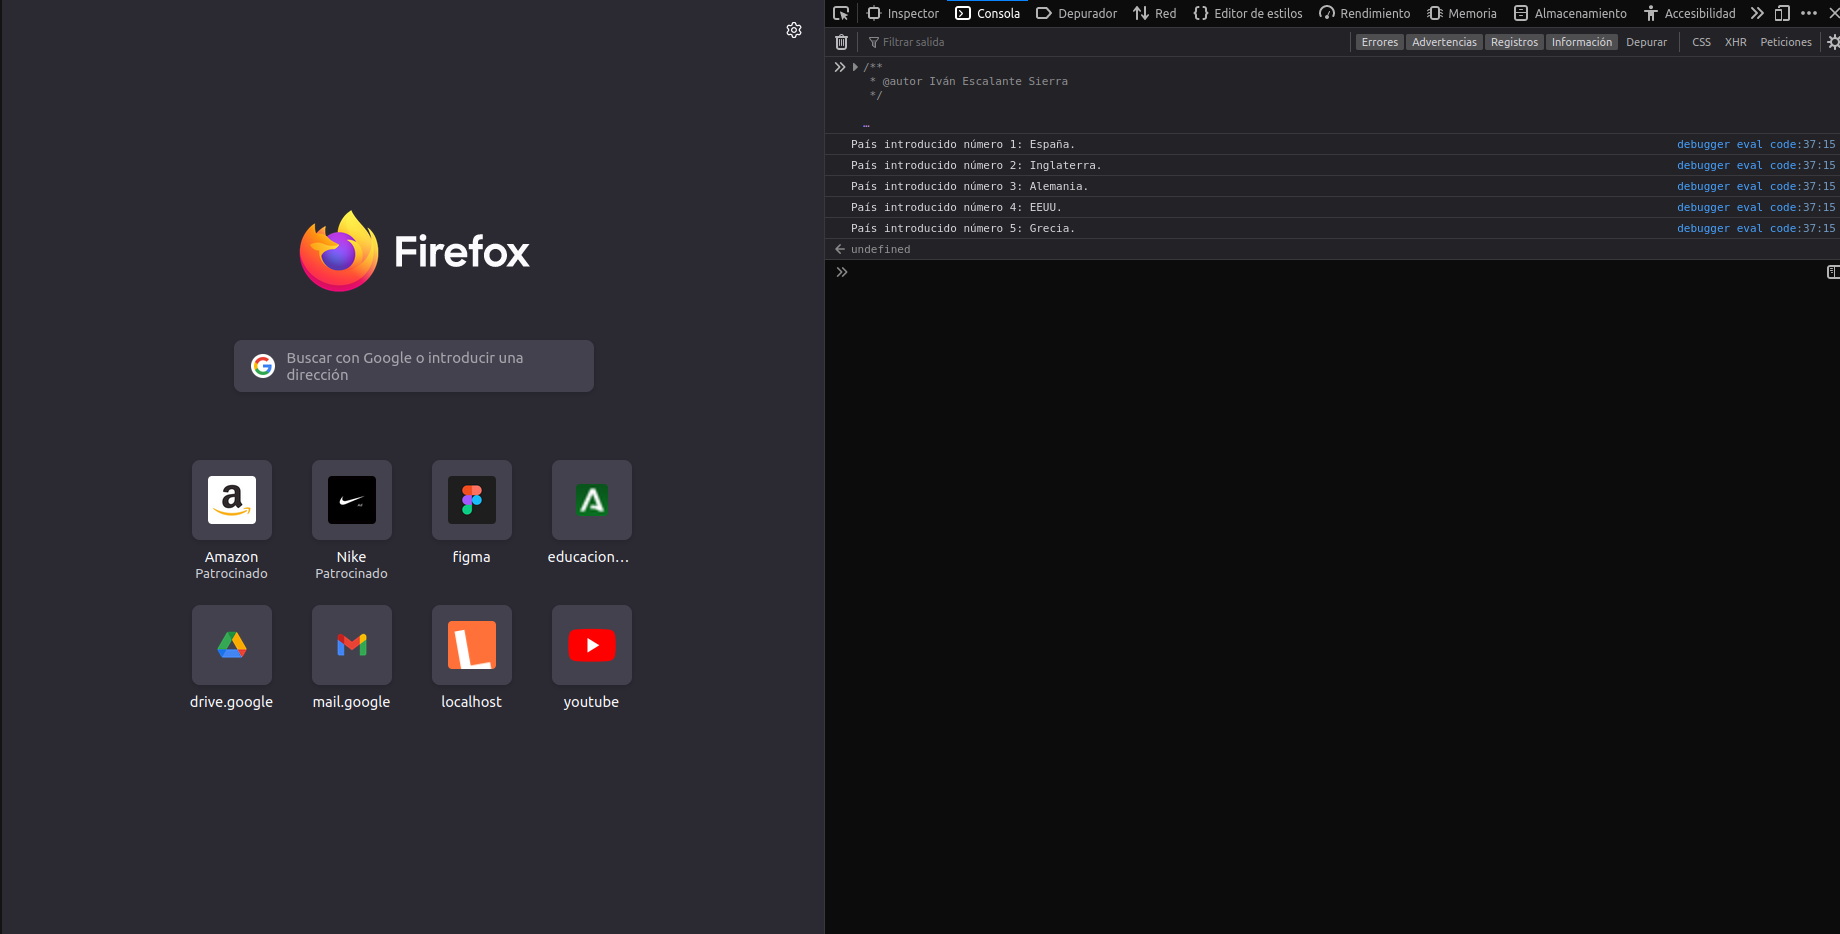 Firefox
Buscar con Google o introducir una
dirección
Amazon
Patrocinado
Nike
Patrocinado
figma
educacion…
drive.google
mail.google
localhost
youtube
Inspector
Consola
Depurador
Red
Editor de estilos
Rendimiento
Memoria
Almacenamiento
Accesibilidad
Filtrar salida
Errores
Advertencias
Registros
Información
Depurar
CSS
XHR
Peticiones
/**
* @autor Iván Escalante Sierra
*/
…
País introducido número 1: España. debugger eval code:37:15
País introducido número 2: Inglaterra. debugger eval code:37:15
País introducido número 3: Alemania. debugger eval code:37:15
País introducido número 4: EEUU. debugger eval code:37:15
País introducido número 5: Grecia. debugger eval code:37:15
undefined